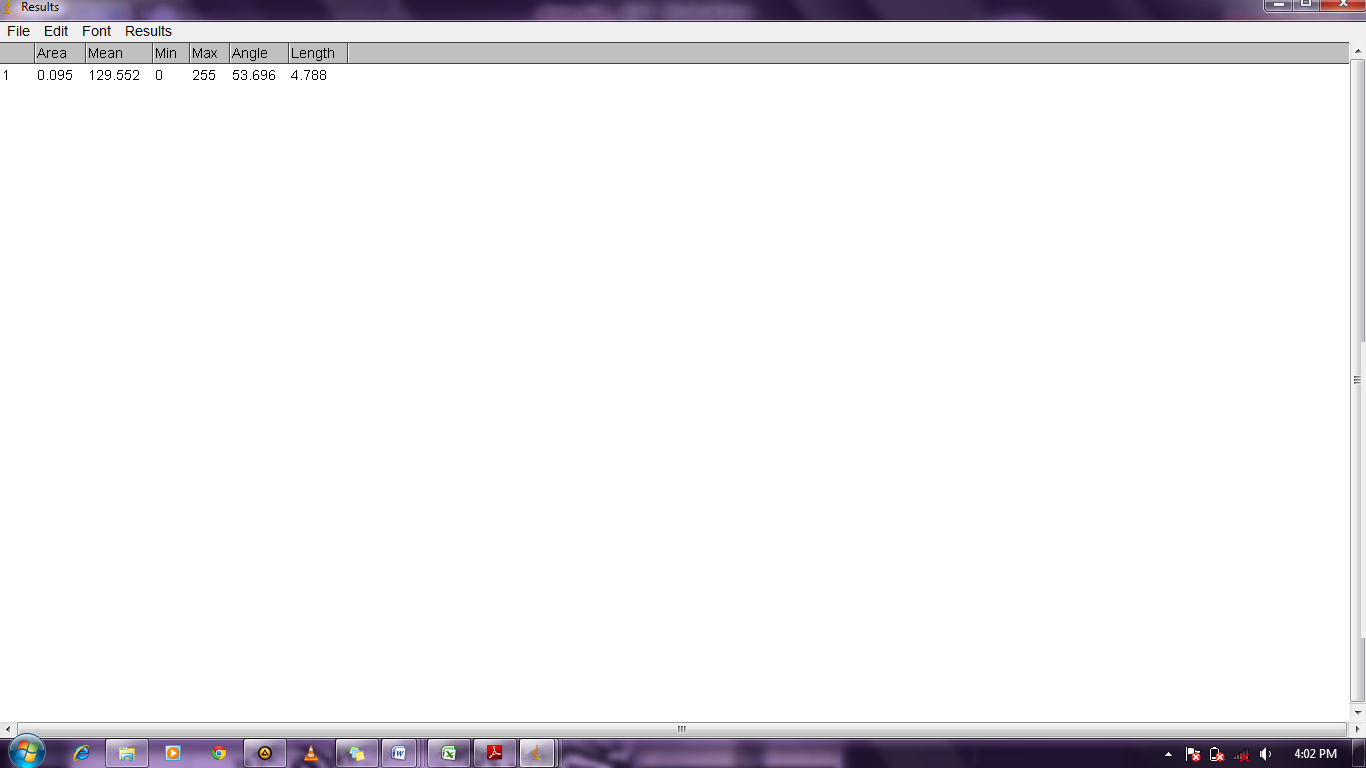 Results
File Edit Font Results
Area Mean Min Max Angle Length
1 0.095 129.552 0 255 53.696 4.788
4:02 PM